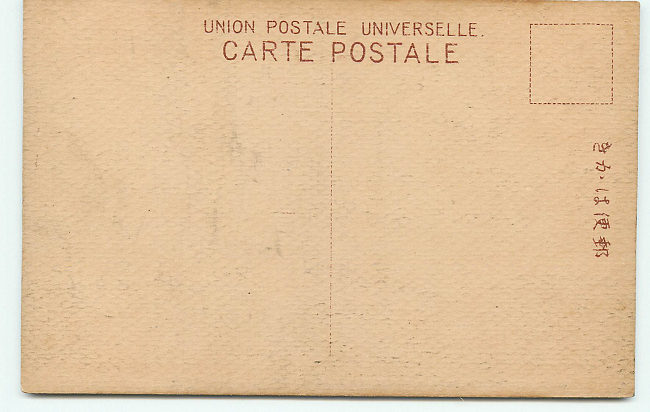 UNION POSTALE UNIVERSELLE.
CARTE POSTALE
郵便はかき